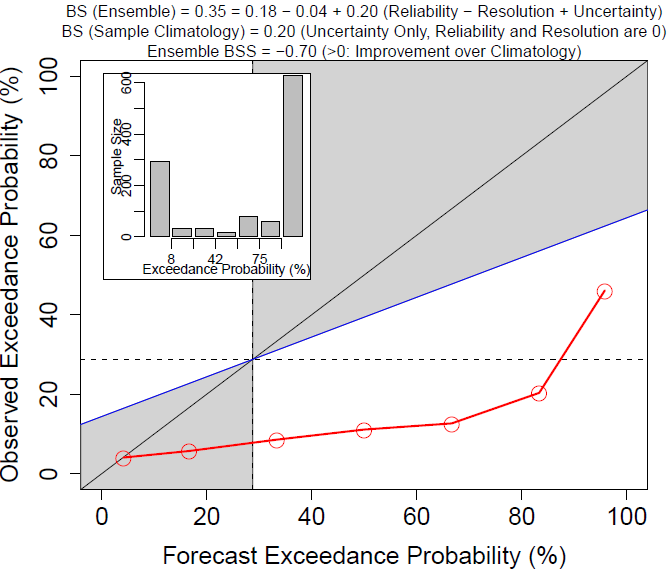 BS (Ensemble) = 0.35 = 0.18 − 0.04 + 0.20 (Reliability − Resolution + Uncertainty)
BS (Sample Climatology) = 0.20 (Uncertainty Only, Reliability and Resolution are 0)
Ensemble BSS = −0.70 (>0: Improvement over Climatology)
Observed Exceedance Probability (%)
100
80
60
40
20
0
Sample Size
600
400
200
0
8 42 75
Exceedance Probability (%)
0 20 40 60 80 100
Forecast Exceedance Probability (%)